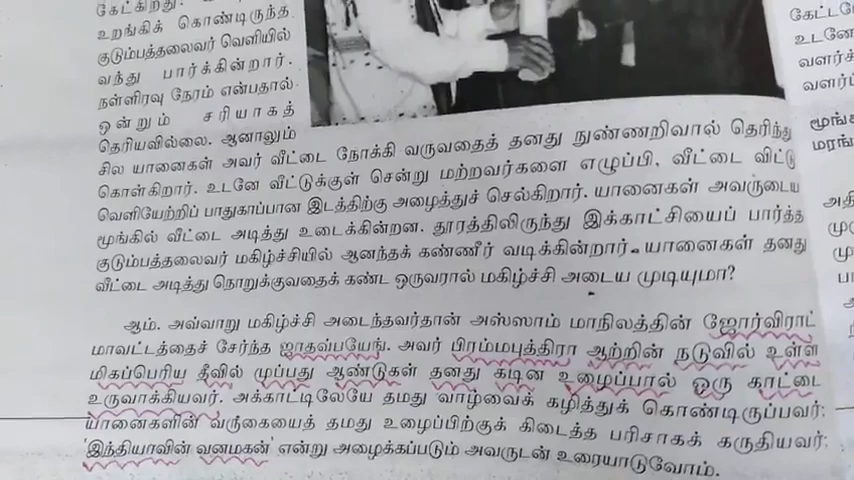 கேட்கிறது.
உறங்கிக் கொண்டிருந்த
குடும்பத்தலைவர் வெளியில்
வந்து பார்க்கின்றார்.
நள்ளிரவு நேரம் என்பதால்
ஒன்றும் சரியாகத்
தெரியவில்லை. ஆனாலும்
சில யானைகள் அவர் வீட்டை நோக்கி வருவதைத் தனது நுண்ணறிவால் தெரிந்து
கொள்கிறார். உடனே வீட்டுக்குள் சென்று மற்றவர்களை எழுப்பி, வீட்டை விட்டு
வெளியேற்றிப் பாதுகாப்பான இடத்திற்கு அழைத்துச் செல்கிறார். யானைகள் அவருடைய
மூங்கில் வீட்டை அடித்து உடைக்கின்றன. தூரத்திலிருந்து இக்காட்சியைப் பார்த்த
குடும்பத்தலைவர் மகிழ்ச்சியில் ஆனந்தக் கண்ணீர் வடிக்கின்றார். யானைகள் தனது
வீட்டை அடித்து நொறுக்குவதைக் கண்ட ஒருவரால் மகிழ்ச்சி அடைய முடியுமா?
ஆம். அவ்வாறு மகிழ்ச்சி அடைந்தவர்தான் அஸ்ஸாம் மாநிலத்தின் ஜோர்விராட்
மாவட்டத்தைச் சேர்ந்த ஜாதவ்பயேங். அவர் பிரம்மபுத்திரா ஆற்றின் நடுவில் உள்ள
மிகப்பெரிய தீவில் முப்பது ஆண்டுகள் தனது கடின உழைப்பால் ஒரு காட்டை
உருவாக்கியவர். அக்காட்டிலேயே தமது வாழ்வைக் கழித்துக் கொண்டிருப்பவர்;
யானைகளின் வருகையைத் தமது உழைப்பிற்குக் கிடைத்த பரிசாகக் கருதியவர்;
'இந்தியாவின் வனமகன்' என்று அழைக்கப்படும் அவருடன் உரையாடுவோம்.